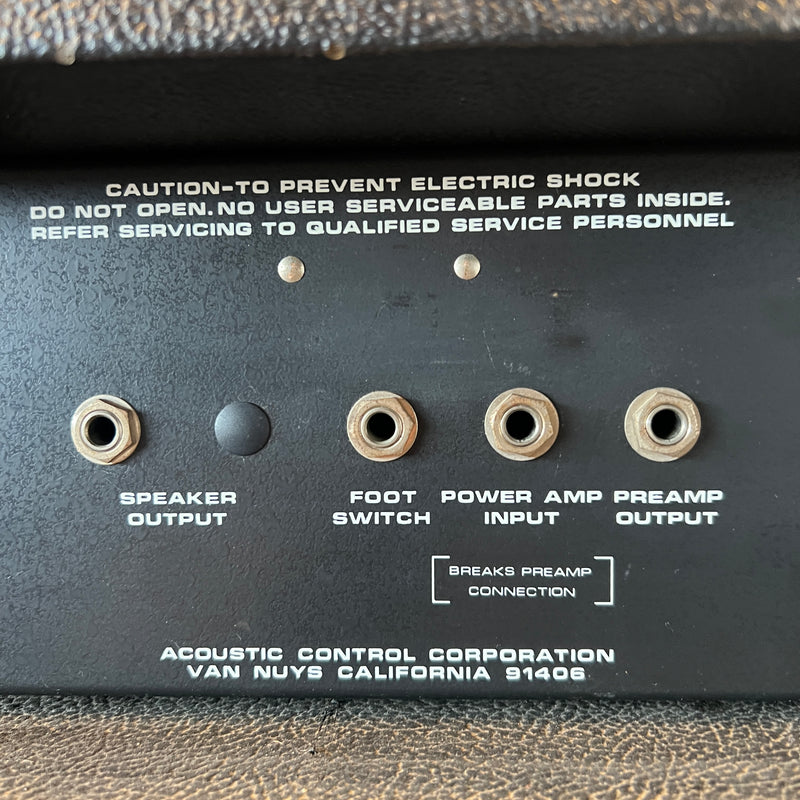 CAUTION-TO PREVENT ELECTRIC SHOCK
DO NOT OPEN. NO USER SERVICEABLE PARTS INSIDE.
REFER SERVICING TO QUALIFIED SERVICE PERSONNEL
SPEAKER
OUTPUT
FOOT
SWITCH
POWER AMP
INPUT
PREAMP
OUTPUT
BREAKS PREAMP
CONNECTION
ACOUSTIC CONTROL CORPORATION
VAN NUYS CALIFORNIA 91406